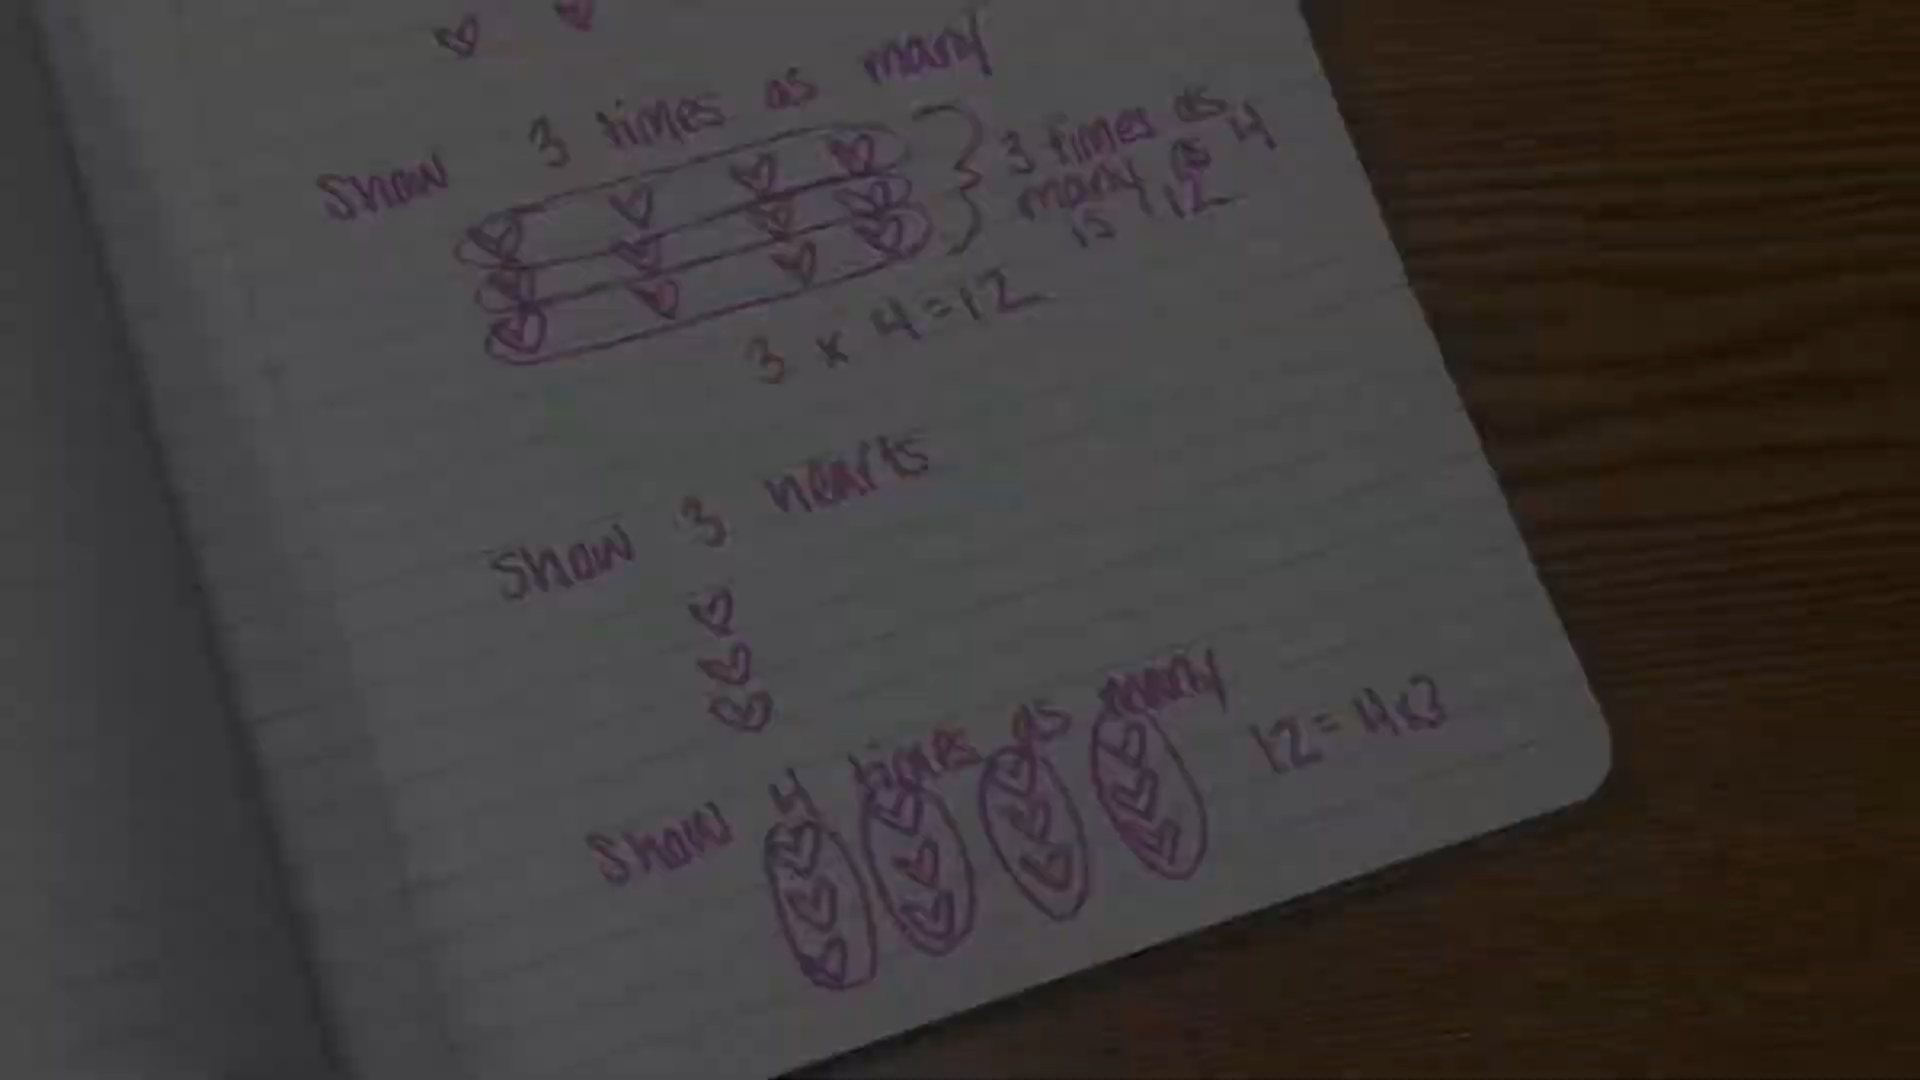 Show 3 times as many
3 times as
many as 4
is 12
3 x 4 = 12
Show 3 hearts
Show 4 times as many
12 = 4x3